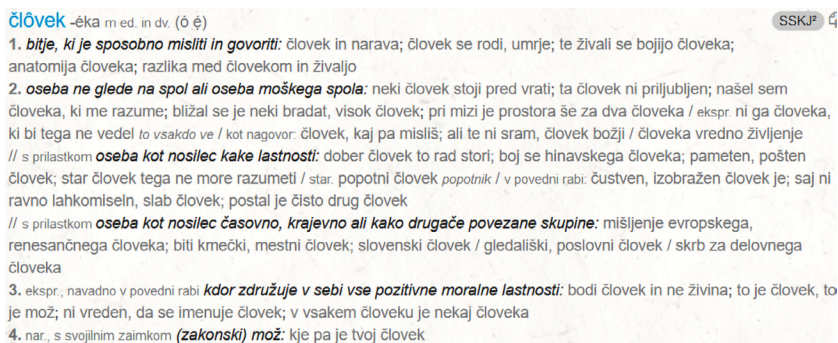 člôvek -éka m ed. in dv. (ó ẹ́) SSKJ²
1. bitje, ki je sposobno misliti in govoriti: človek in narava; človek se rodi, umrje; te živali se bojijo človeka;
anatomija človeka; razlika med človekom in živaljo
2. oseba ne glede na spol ali oseba moškega spola: neki človek stoji pred vrati; ta človek ni priljubljen; našel sem
človeka, ki me razume; bližal se je neki bradat, visok človek; pri mizi je prostora še za dva človeka / ekspr. ni ga človeka,
ki bi tega ne vedel to vsakdo ve / kot nagovor: človek, kaj pa misliš; ali te ni sram, človek božji / človeka vredno življenje
// s prilastkom oseba kot nosilec kake lastnosti: dober človek to rad stori; boj se hinavskega človeka; pameten, pošten
človek; star človek tega ne more razumeti / star. popotni človek popotnik / v povedni rabi: čustven, izobražen človek je; saj ni
ravno lahkomiseln, slab človek; postal je čisto drug človek
// s prilastkom oseba kot nosilec časovno, krajevno ali kako drugače povezane skupine: mišljenje evropskega,
renesančnega človeka; biti kmečki, mestni človek; slovenski človek / gledališki, poslovni človek / skrb za delovnega
človeka
3. ekspr., navadno v povedni rabi kdor združuje v sebi vse pozitivne moralne lastnosti: bodi človek in ne živina; to je človek, to
je mož; ni vreden, da se imenuje človek; v vsakem človeku je nekaj človeka
4. nar., s svojilnim zaimkom (zakonski) mož: kje pa je tvoj človek